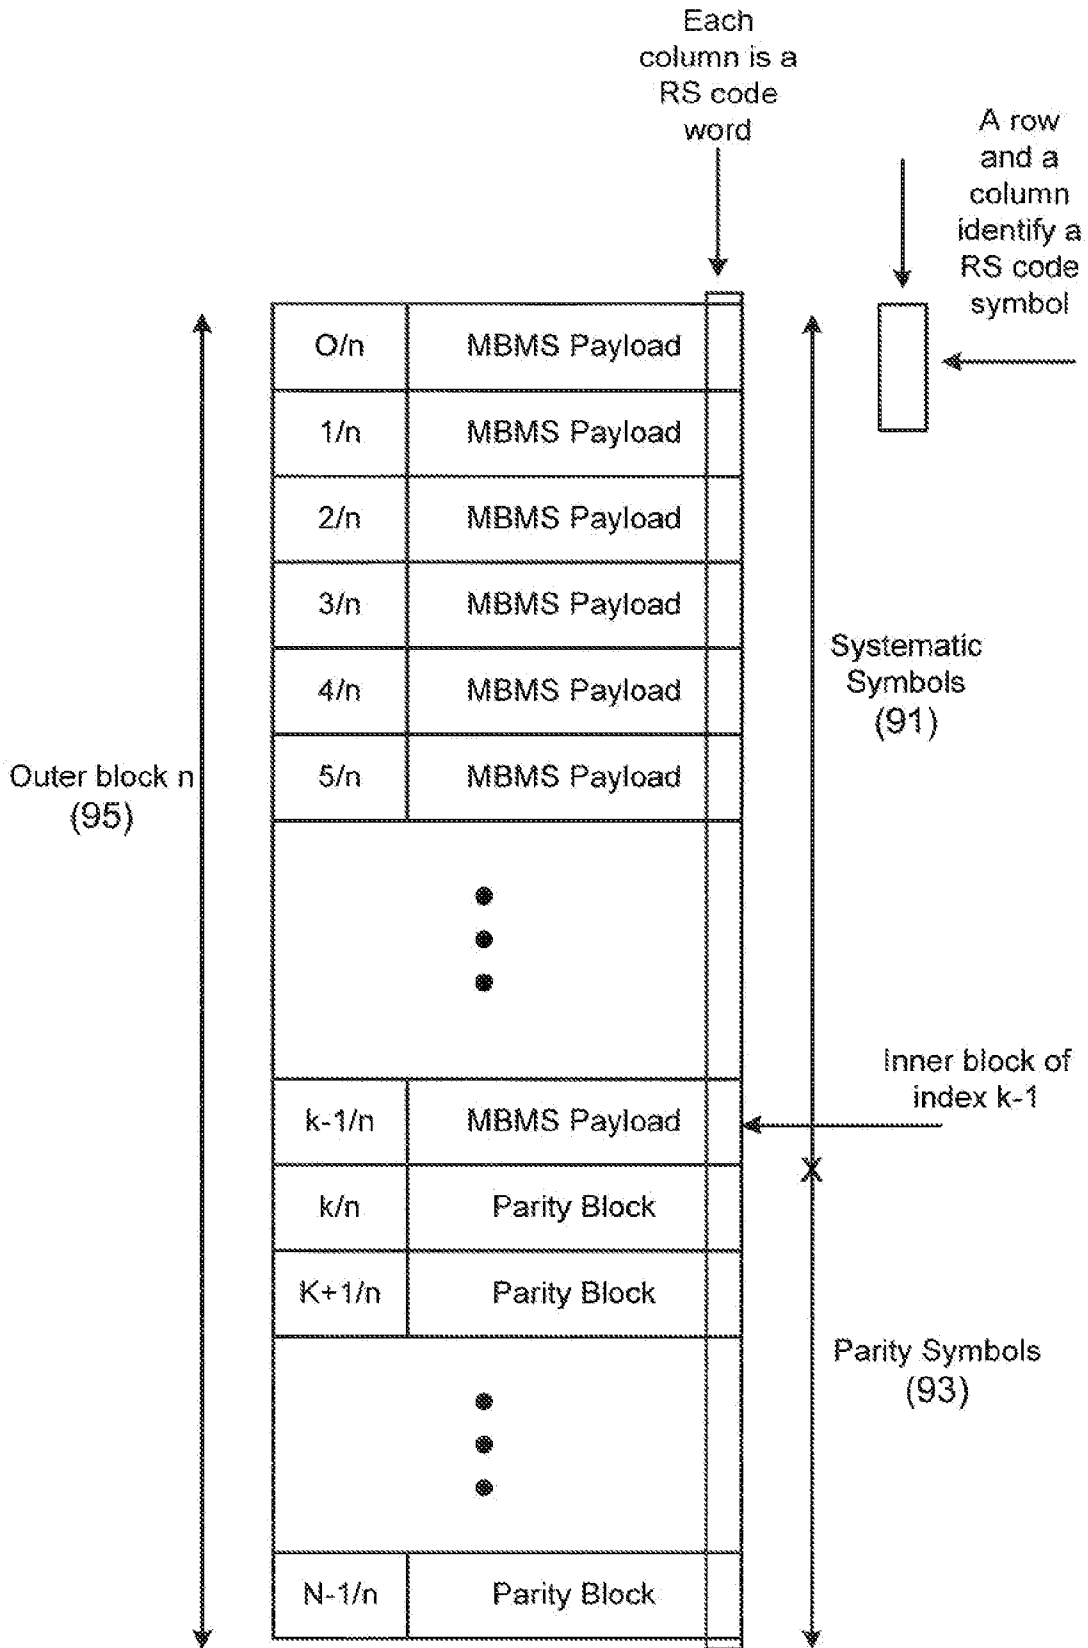 Each
column is a
RS code
word
A row
and a
column
identify a
RS code
symbol
O/n MBMS Payload
1/n MBMS Payload
2/n MBMS Payload
3/n MBMS Payload
4/n MBMS Payload
5/n MBMS Payload
Systematic
Symbols
(91)
Outer block n
(95)
Inner block of
index k-1
k-1/n MBMS Payload
k/n Parity Block
K+1/n Parity Block
Parity Symbols
(93)
N-1/n Parity Block